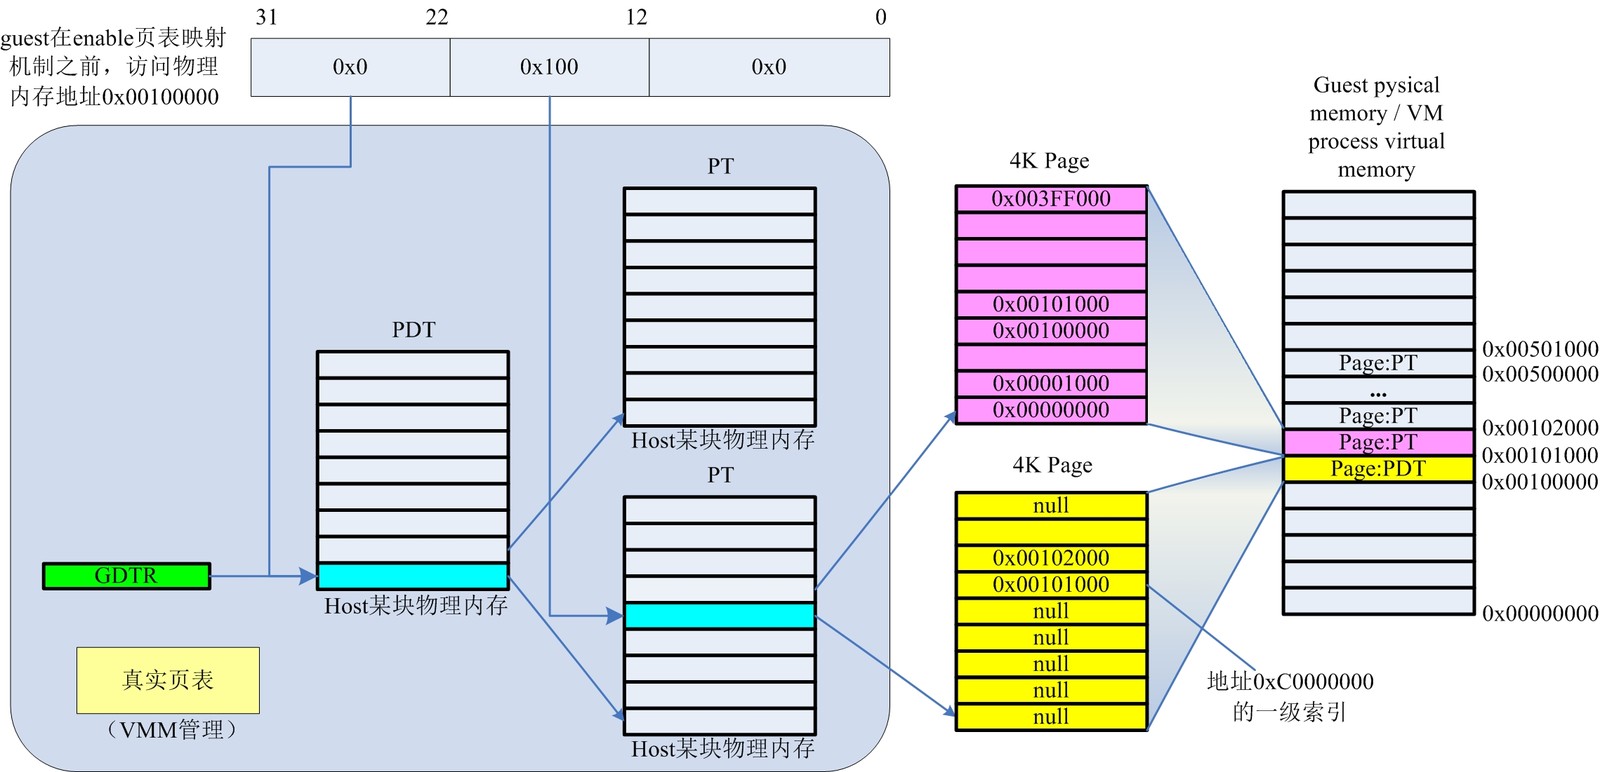 31
22
12
0
guest在enable页表映射
机制之前，访问物理
内存地址0x00100000
0x0
0x100
0x0
PDT
Host某块物理内存
GDTR
真实页表
（VMM管理）
PT
Host某块物理内存
PT
Host某块物理内存
4K Page
0x003FF000
0x00101000
0x00100000
0x00001000
0x00000000
4K Page
null
0x00102000
0x00101000
null
null
null
null
null
地址0xC0000000
的一级索引
Guest pysical
memory / VM
process virtual
memory
Page:PT
...
Page:PT
Page:PT
Page:PDT
0x00501000
0x00500000
0x00102000
0x00101000
0x00100000
0x00000000